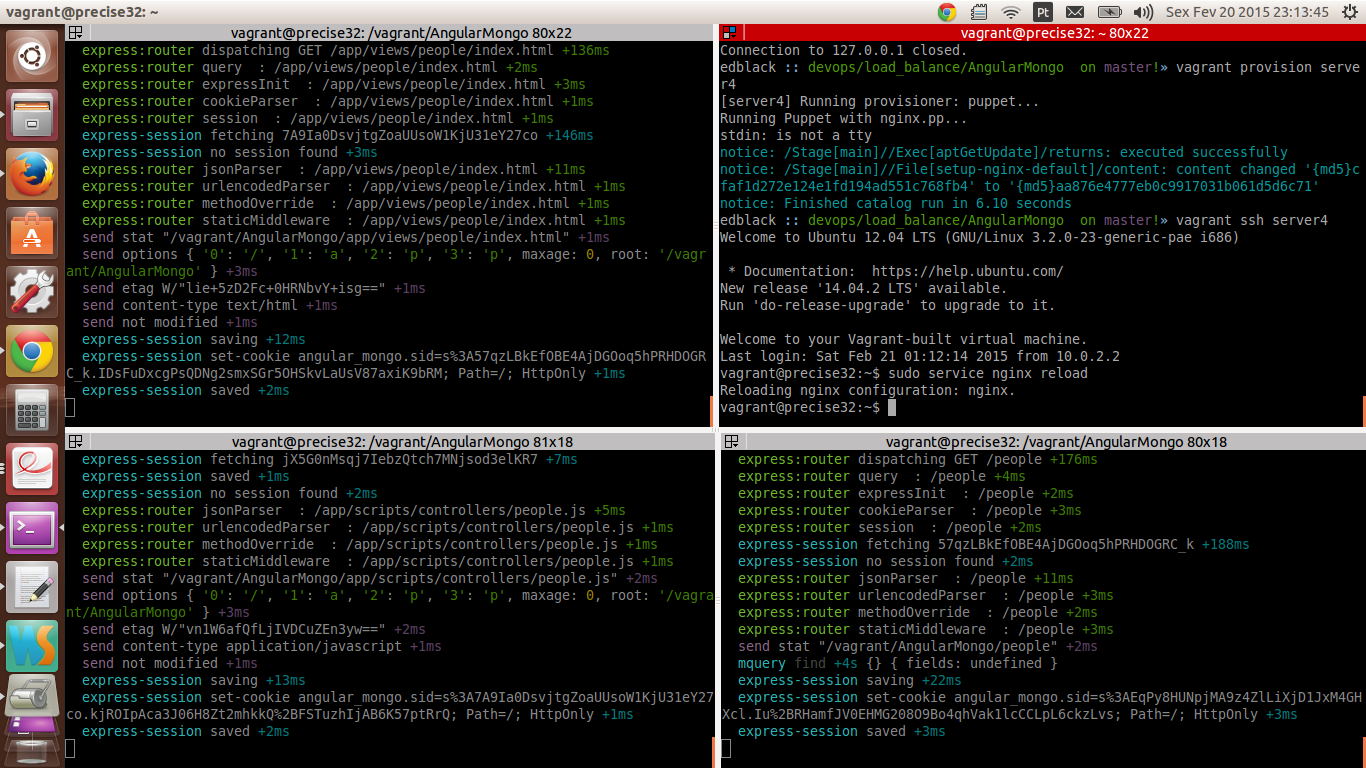 vagrant@precise32: ~
Pt
Sex Fev 20 2015 23:13:45
vagrant@precise32: /vagrant/AngularMongo 80x22
express:router dispatching GET /app/views/people/index.html +136ms
express:router query  : /app/views/people/index.html +2ms
express:router expressInit  : /app/views/people/index.html +3ms
express:router cookieParser  : /app/views/people/index.html +1ms
express:router session  : /app/views/people/index.html +1ms
express-session fetching 7A9Ia0DsvjtgZoaUUsoW1KjU31eY27co +146ms
express-session no session found +3ms
express:router jsonParser  : /app/views/people/index.html +11ms
express:router urlencodedParser  : /app/views/people/index.html +1ms
express:router methodOverride  : /app/views/people/index.html +1ms
express:router staticMiddleware  : /app/views/people/index.html +1ms
send stat "/vagrant/AngularMongo/app/views/people/index.html" +1ms
send options { '0': '/', '1': 'a', '2': 'p', '3': 'p', maxage: 0, root: '/vagr
ant/AngularMongo' } +3ms
send etag W/"lie+5zD2Fc+0HRNbvY+isg==" +1ms
send content-type text/html +1ms
send not modified +1ms
express-session saving +12ms
express-session set-cookie angular_mongo.sid=s%3A57qzLBkEfOBE4AjDGOoq5hPRHDOGR
C_k.IDsFuDxcgPsQDNg2smxSGr5OHSkvLaUsV87axiK9bRM; Path=/; HttpOnly +1ms
express-session saved +2ms
vagrant@precise32: ~ 80x22
Connection to 127.0.0.1 closed.
edblack :: devops/load_balance/AngularMongo  on master!» vagrant provision serve
r4
[server4] Running provisioner: puppet...
Running Puppet with nginx.pp...
stdin: is not a tty
notice: /Stage[main]//Exec[aptGetUpdate]/returns: executed successfully
notice: /Stage[main]//File[setup-nginx-default]/content: content changed '{md5}c
faf1d272e124e1fd194ad551c768fb4' to '{md5}aa876e4777eb0c9917031b061d5d6c71'
notice: Finished catalog run in 6.10 seconds
edblack :: devops/load_balance/AngularMongo  on master!» vagrant ssh server4
Welcome to Ubuntu 12.04 LTS (GNU/Linux 3.2.0-23-generic-pae i686)
* Documentation:  https://help.ubuntu.com/
New release '14.04.2 LTS' available.
Run 'do-release-upgrade' to upgrade to it.
Welcome to your Vagrant-built virtual machine.
Last login: Sat Feb 21 01:12:14 2015 from 10.0.2.2
vagrant@precise32:~$ sudo service nginx reload
Reloading nginx configuration: nginx.
vagrant@precise32:~$
vagrant@precise32: /vagrant/AngularMongo 81x18
express-session fetching jX5G0nMsqj7IebzQtch7MNjsod3elKR7 +7ms
express-session saved +1ms
express-session no session found +2ms
express:router jsonParser  : /app/scripts/controllers/people.js +5ms
express:router urlencodedParser  : /app/scripts/controllers/people.js +1ms
express:router methodOverride  : /app/scripts/controllers/people.js +1ms
express:router staticMiddleware  : /app/scripts/controllers/people.js +1ms
send stat "/vagrant/AngularMongo/app/scripts/controllers/people.js" +2ms
send options { '0': '/', '1': 'a', '2': 'p', '3': 'p', maxage: 0, root: '/vagra
nt/AngularMongo' } +3ms
send etag W/"vn1W6afQfLjIVDCuZEn3yw==" +2ms
send content-type application/javascript +1ms
send not modified +1ms
express-session saving +13ms
express-session set-cookie angular_mongo.sid=s%3A7A9Ia0DsvjtgZoaUUsoW1KjU31eY27
co.kjROIpAca3J06H8Zt2mhkkQ%2BFSTuzhIjAB6K57ptRrQ; Path=/; HttpOnly +1ms
express-session saved +2ms
vagrant@precise32: /vagrant/AngularMongo 80x18
express:router dispatching GET /people +176ms
express:router query  : /people +4ms
express:router expressInit  : /people +2ms
express:router cookieParser  : /people +3ms
express:router session  : /people +2ms
express-session fetching 57qzLBkEfOBE4AjDGOoq5hPRHDOGRC_k +188ms
express-session no session found +2ms
express:router jsonParser  : /people +11ms
express:router urlencodedParser  : /people +3ms
express:router methodOverride  : /people +2ms
express:router staticMiddleware  : /people +3ms
send stat "/vagrant/AngularMongo/people" +2ms
mquery find +4s {} { fields: undefined }
express-session saving +22ms
express-session set-cookie angular_mongo.sid=s%3AEqPy8HUNpjMA9z4ZlLiXjD1JxM4GH
Xcl.Iu%2BRHamfJV0EHMG208O9Bo4qhVak1lcCCLpL6ckzLvs; Path=/; HttpOnly +3ms
express-session saved +3ms